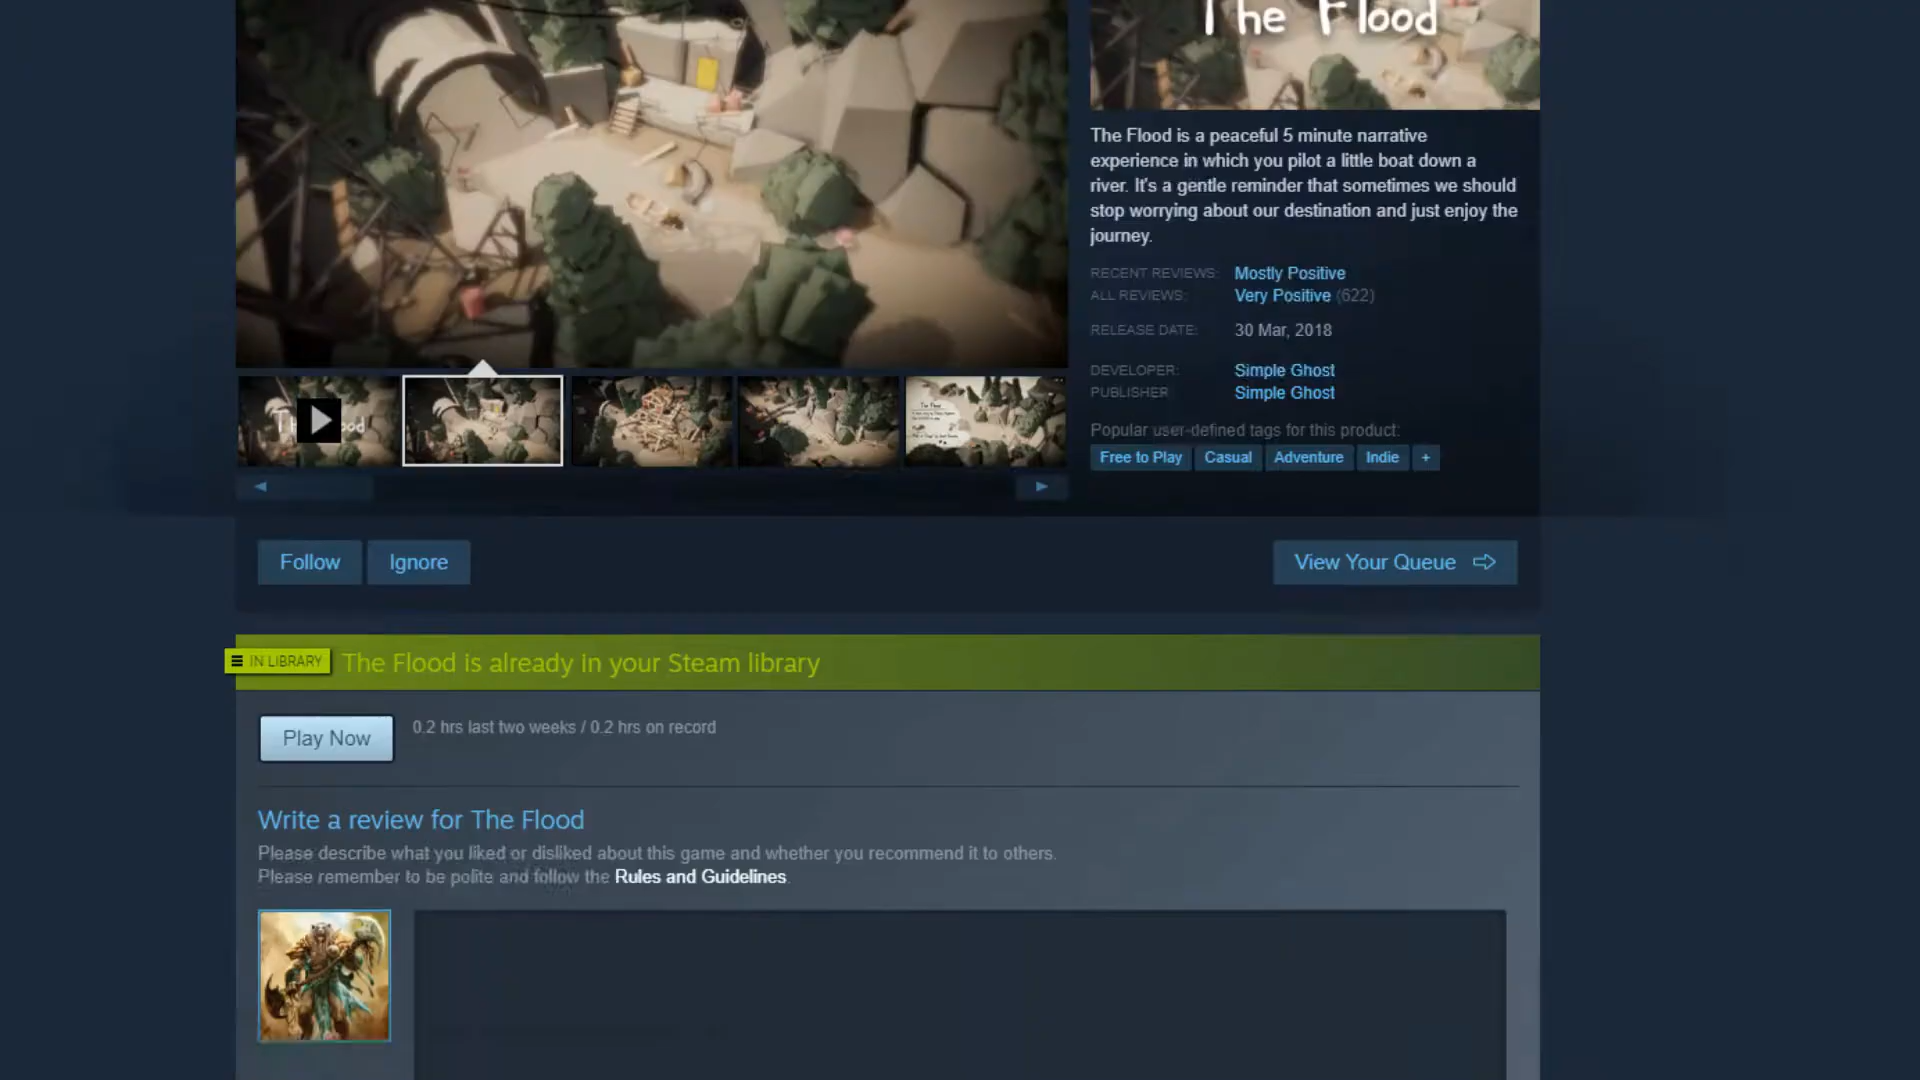 The Flood
The Flood is a peaceful 5 minute narrative
experience in which you pilot a little boat down a
river. It's a gentle reminder that sometimes we should
stop worrying about our destination and just enjoy the
journey.
RECENT REVIEWS: Mostly Positive
ALL REVIEWS: Very Positive (622)
RELEASE DATE: 30 Mar, 2018
DEVELOPER: Simple Ghost
PUBLISHER: Simple Ghost
Popular user-defined tags for this product:
Free to Play Casual Adventure Indie +
The Flood
Follow Ignore View Your Queue
IN LIBRARY The Flood is already in your Steam library
Play Now 0.2 hrs last two weeks / 0.2 hrs on record
Write a review for The Flood
Please describe what you liked or disliked about this game and whether you recommend it to others.
Please remember to be polite and follow the Rules and Guidelines.